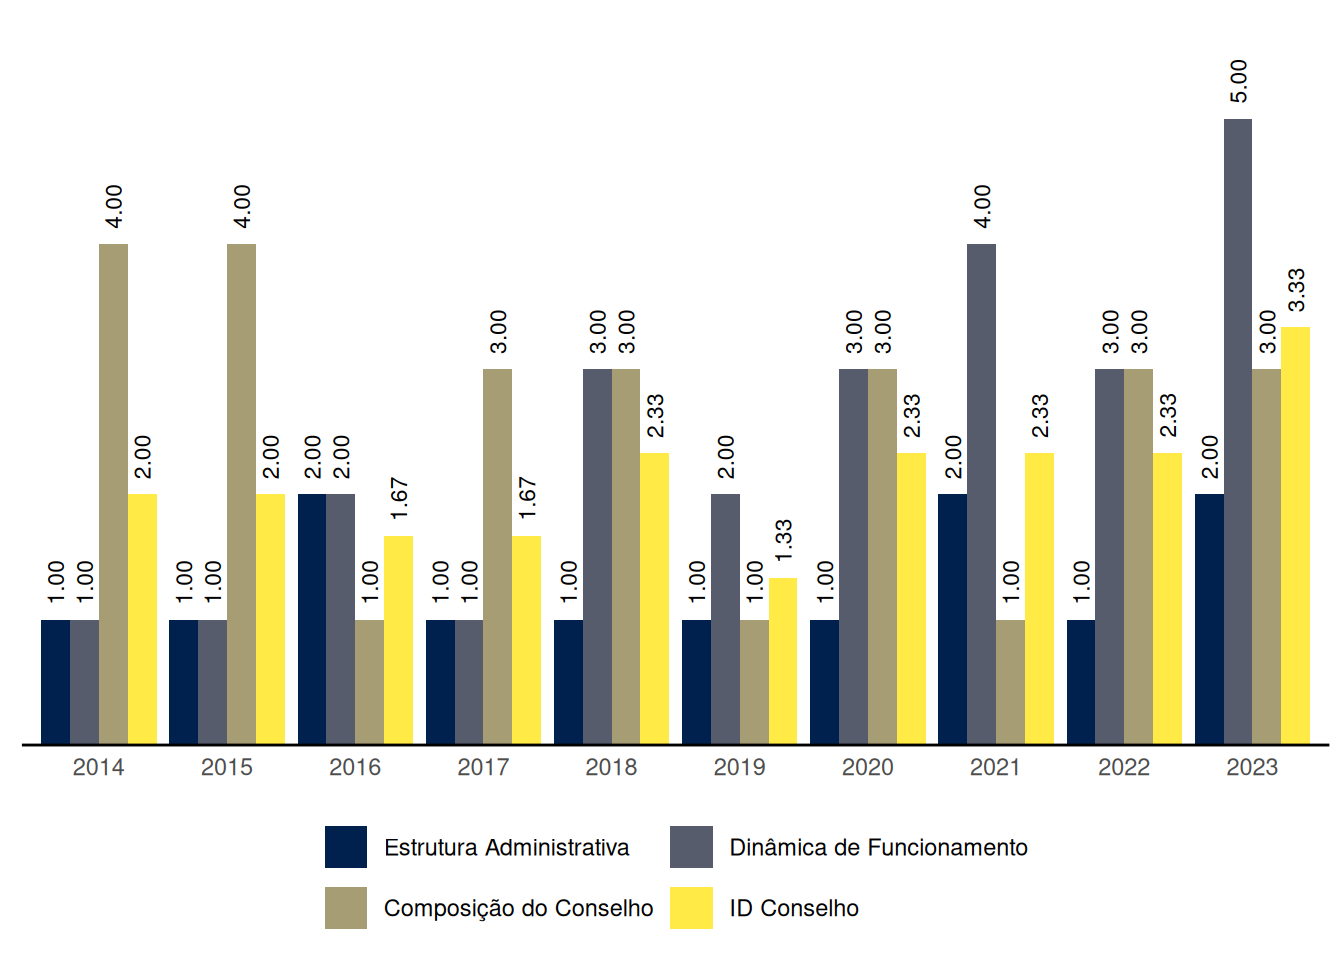 5.00
4.00 4.00 4.00
3.33
3.00 3.00 3.00 3.00 3.00 3.00 3.00 3.00
2.33 2.33 2.33 2.33
2.00 2.00 2.00 2.00 2.00 2.00 2.00
1.67 1.67
1.33
1.00 1.00 1.00 1.00 1.00 1.00 1.00 1.00 1.00 1.00 1.00 1.00 1.00
2014 2015 2016 2017 2018 2019 2020 2021 2022 2023
Estrutura Administrativa Dinâmica de Funcionamento
Composição do Conselho ID Conselho